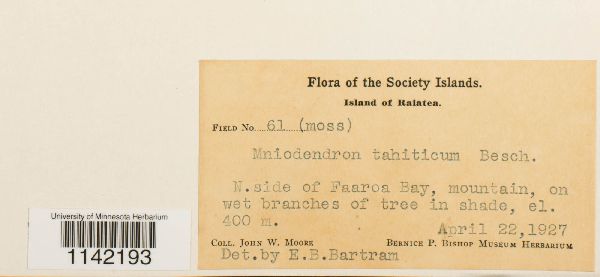 Flora of the Society Islands.
Island of Raiatea.
Field No. 61 (moss)
Mniodendron tahiticum Besch.
N.side of Faaroa Bay, mountain, on
wet branches of tree in shade, el.
400 m.
April 22,1927
Coll. John W. Moore
Bernice P. Bishop Museum Herbarium
Det.by E.B.Bartram
University of Minnesota Herbarium
1142193